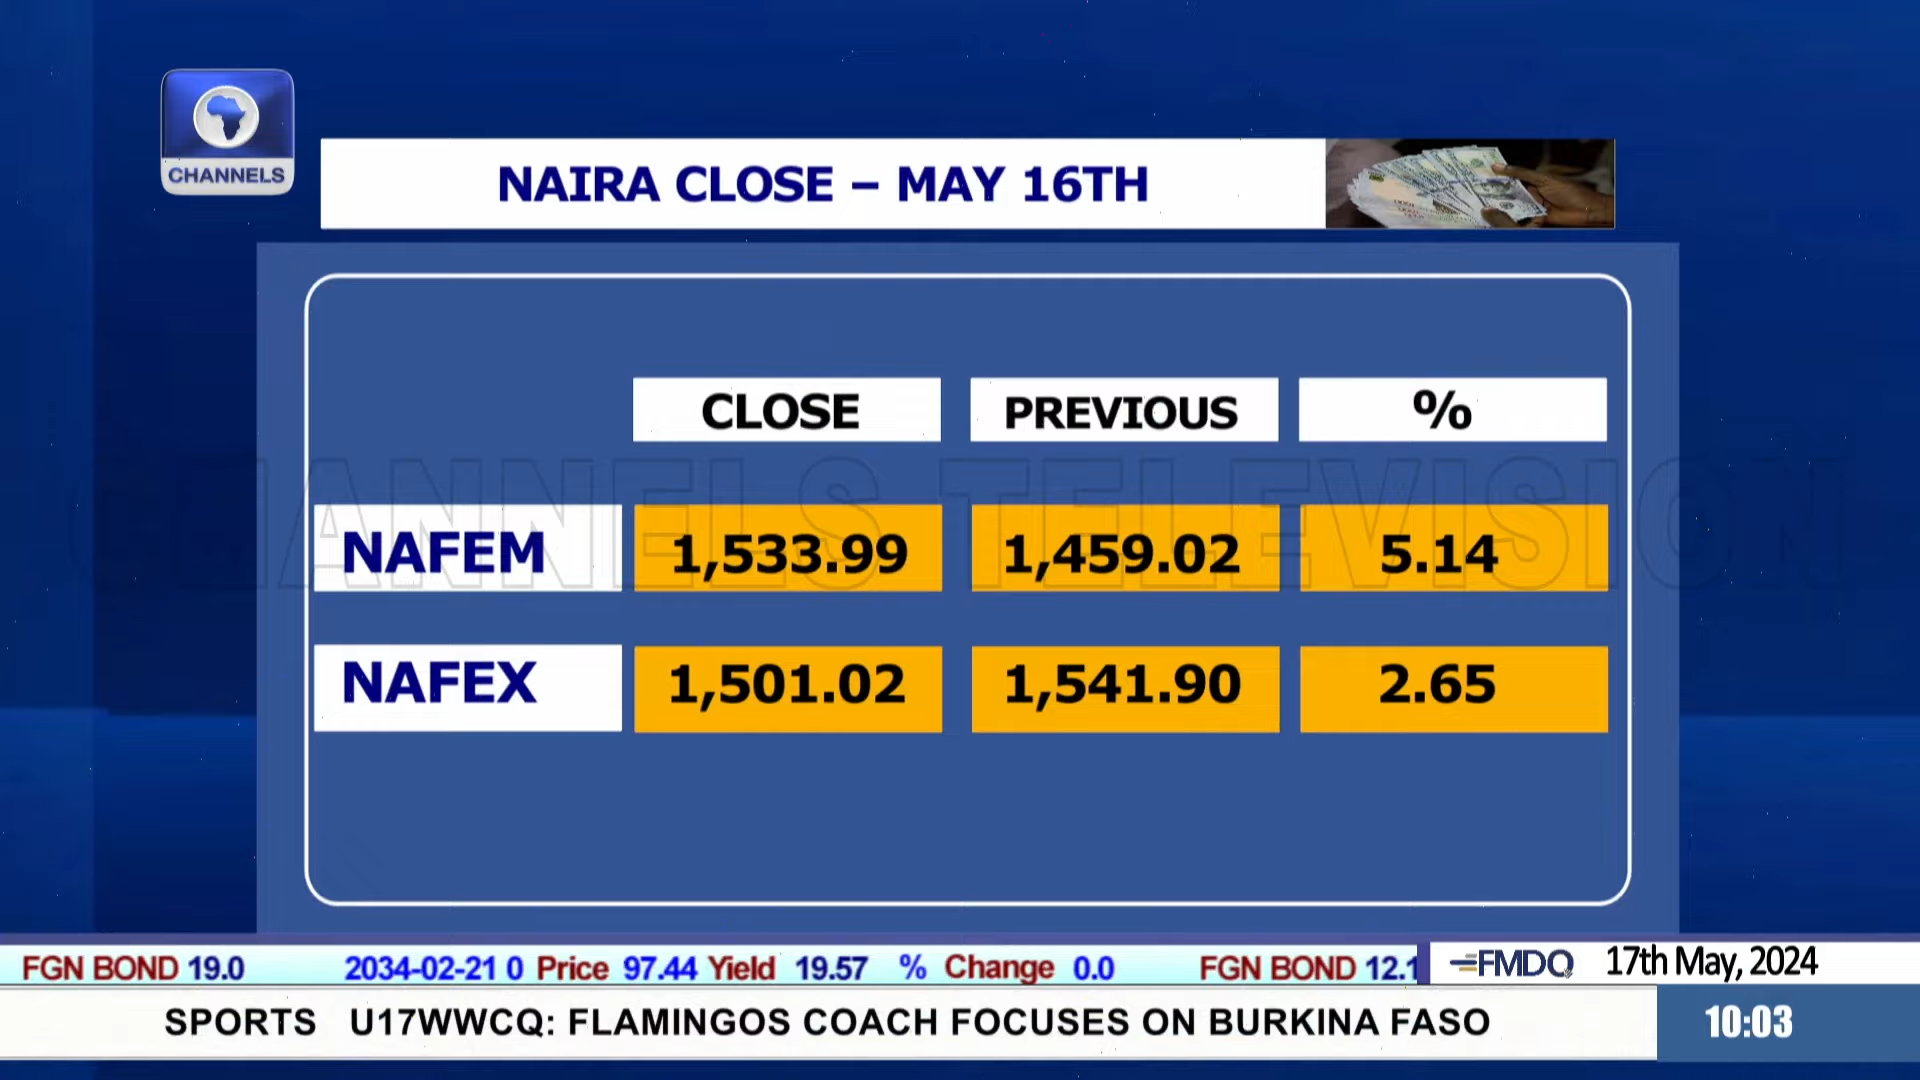 CHANNELS
NAIRA CLOSE – MAY 16TH
CLOSE PREVIOUS %
CHANNELS TELEVISION
NAFEM 1,533.99 1,459.02 5.14
NAFEX 1,501.02 1,541.90 2.65
FGN BOND 19.0 2034-02-21 0 Price 97.44 Yield 19.57 % Change 0.0 FGN BOND 12.1
FMDQ 17th May, 2024
SPORTS U17WWCQ: FLAMINGOS COACH FOCUSES ON BURKINA FASO
10:03